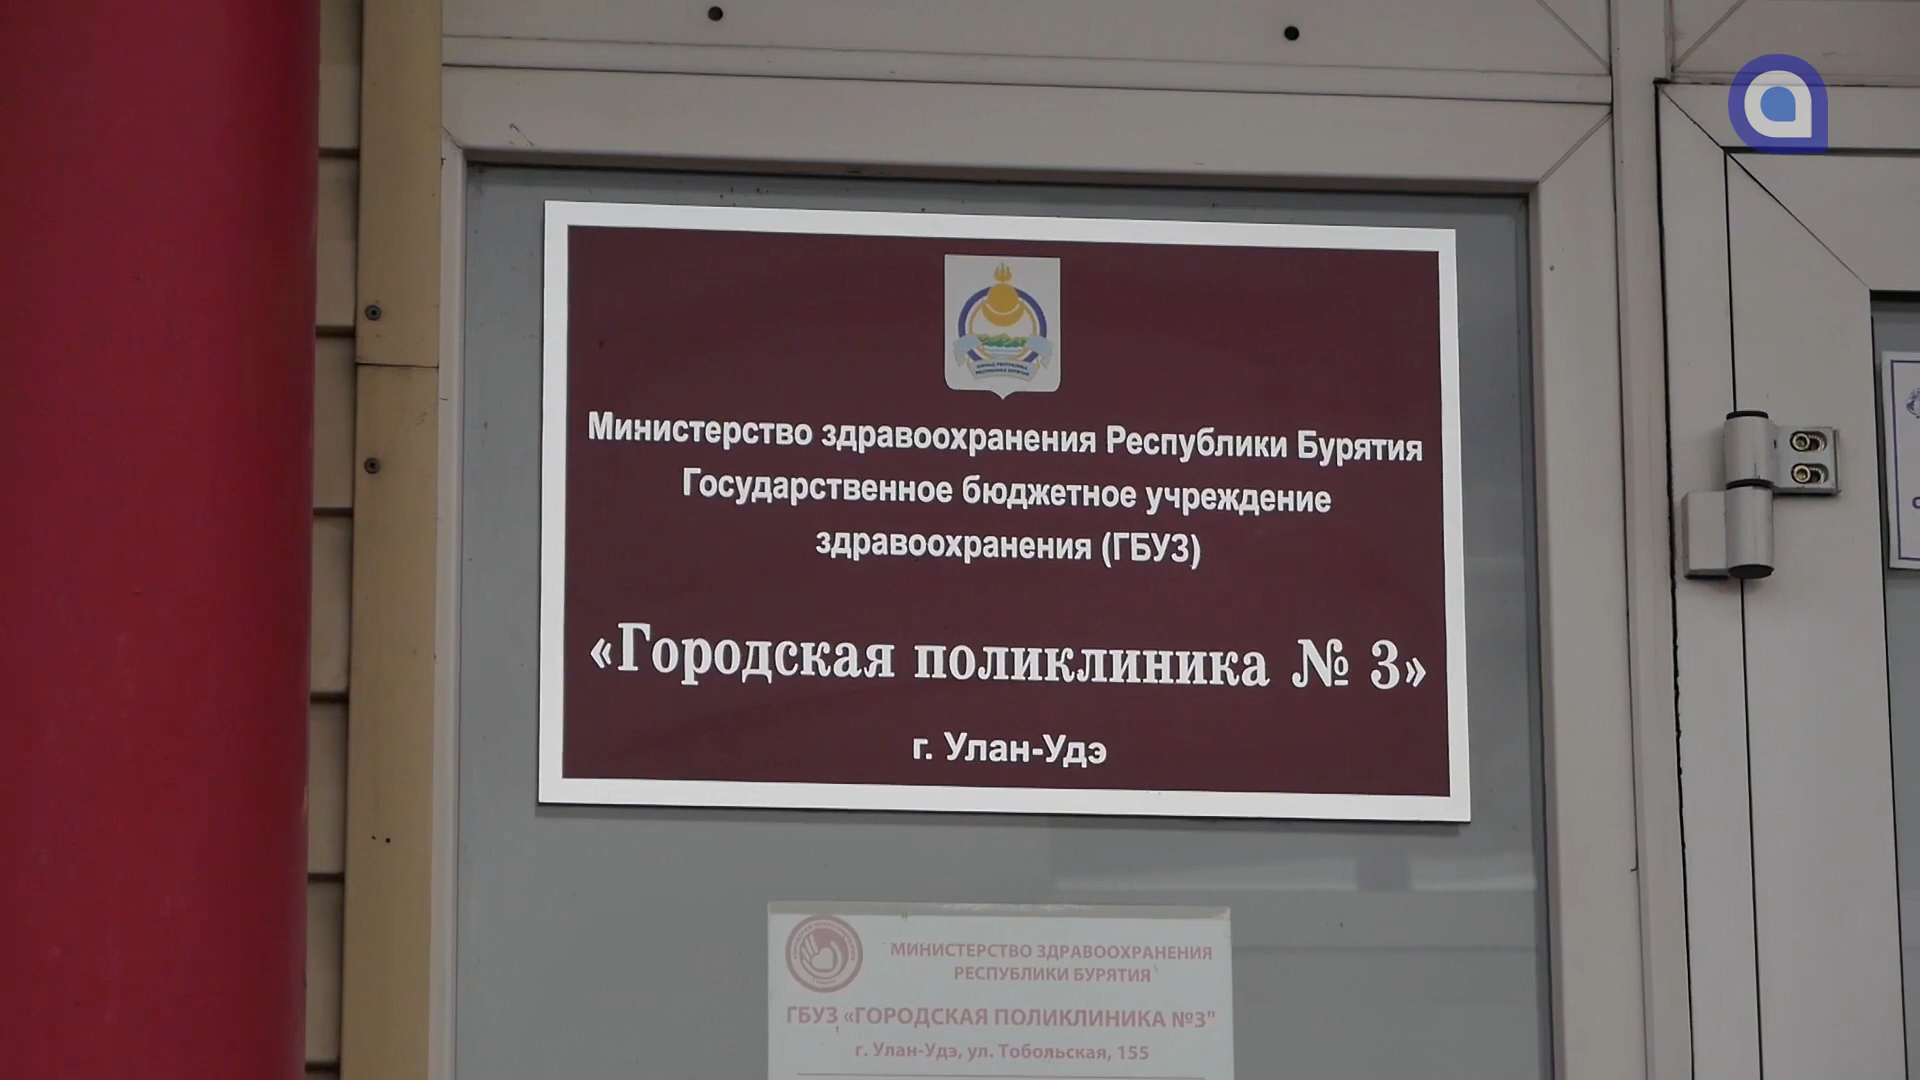 Министерство здравоохранения Республики Бурятия
Государственное бюджетное учреждение
здравоохранения (ГБУЗ)
«Городская поликлиника № 3»
г. Улан-Удэ
МИНИСТЕРСТВО ЗДРАВООХРАНЕНИЯ
РЕСПУБЛИКИ БУРЯТИЯ
ГБУЗ «ГОРОДСКАЯ ПОЛИКЛИНИКА №3"
г. Улан-Удэ, ул. Тобольская, 155